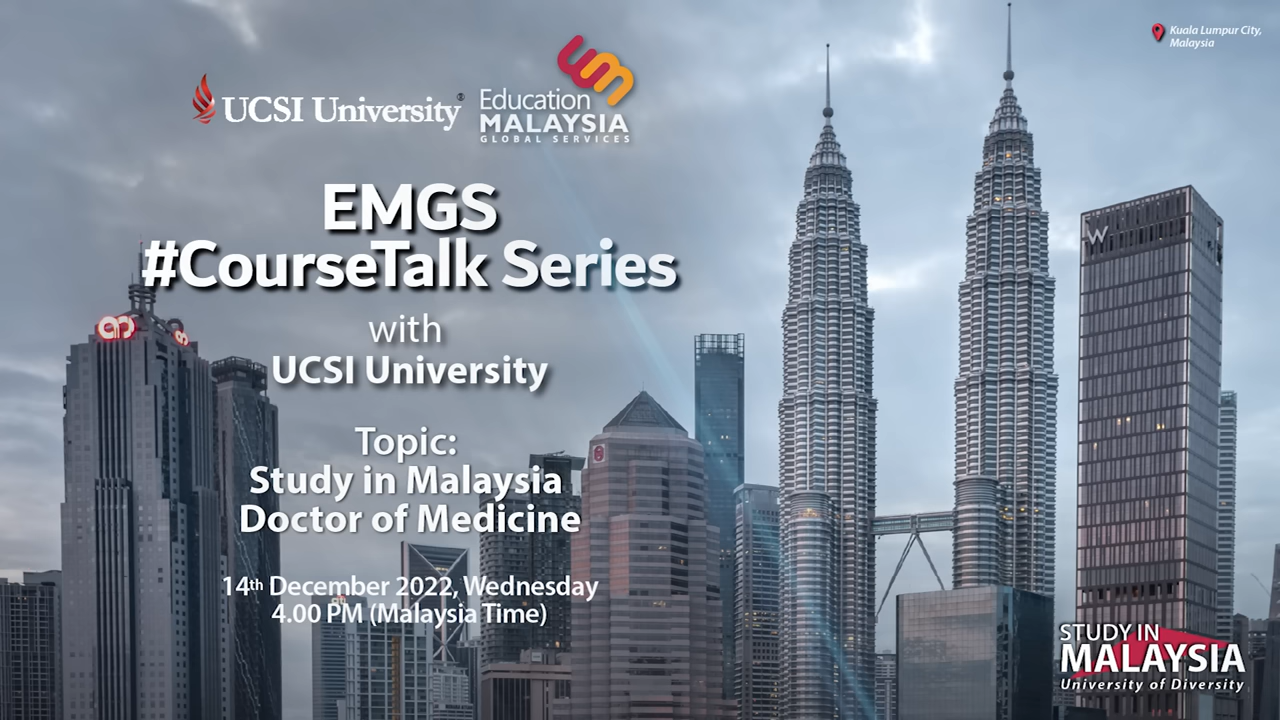 Kuala Lumpur City,
Malaysia
UCSI University®
Education
MALAYSIA
GLOBAL SERVICES
EMGS
#CourseTalk Series
with
UCSI University
Topic:
Study in Malaysia
Doctor of Medicine
14th December 2022, Wednesday
4.00 PM (Malaysia Time)
W
STUDY IN
MALAYSIA
University of Diversity